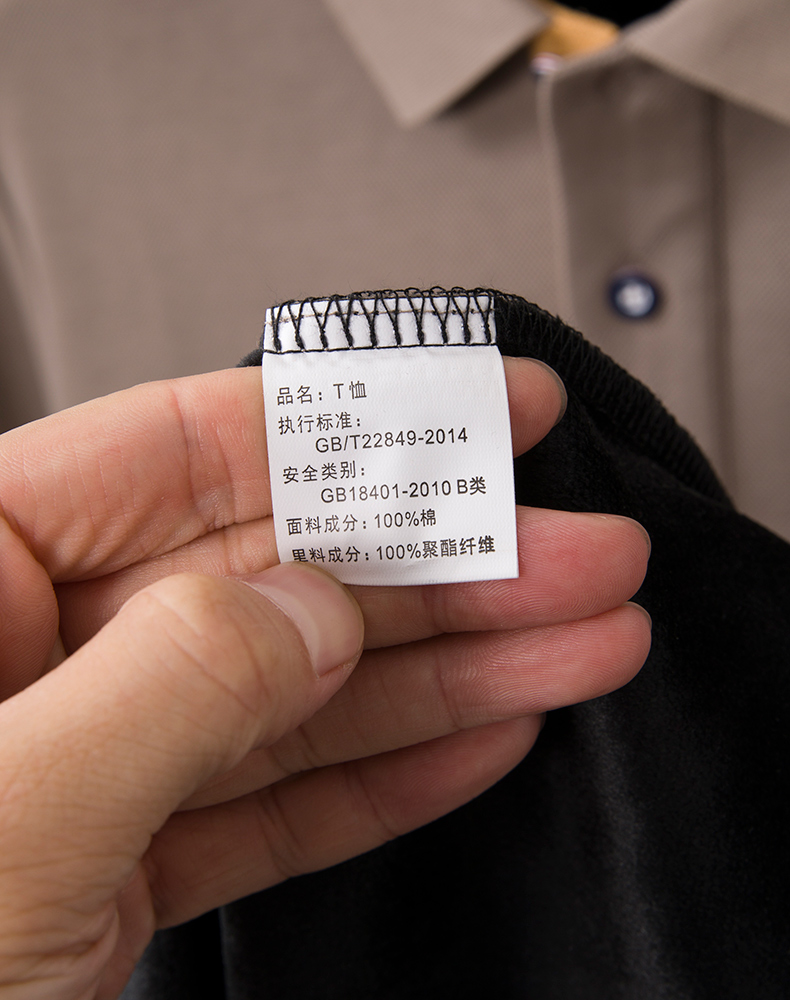 品名：T恤
执行标准：
GB/T22849-2014
安全类别：
GB18401-2010 B类
面料成分：100%棉
里料成分：100%聚酯纤维